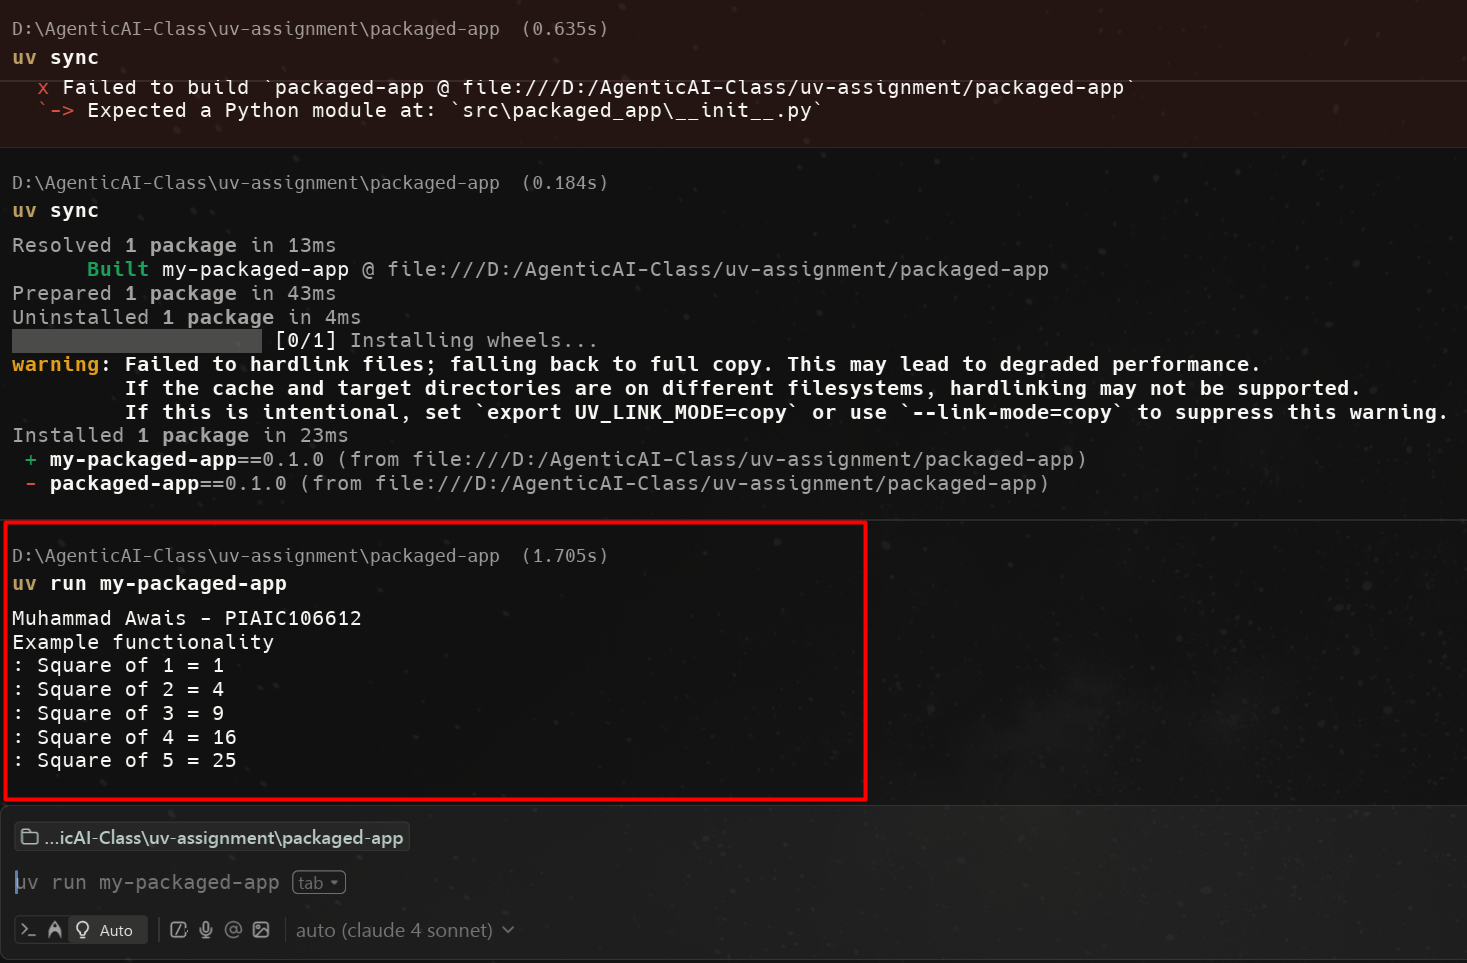 D:\AgenticAI-Class\uv-assignment\packaged-app (0.635s)
uv sync
x Failed to build `packaged-app @ file:///D:/AgenticAI-Class/uv-assignment/packaged-app`
`-> Expected a Python module at: `src\packaged_app\__init__.py`
D:\AgenticAI-Class\uv-assignment\packaged-app (0.184s)
uv sync
Resolved 1 package in 13ms
Built my-packaged-app @ file:///D:/AgenticAI-Class/uv-assignment/packaged-app
Prepared 1 package in 43ms
Uninstalled 1 package in 4ms
[0/1] Installing wheels...
warning: Failed to hardlink files; falling back to full copy. This may lead to degraded performance.
If the cache and target directories are on different filesystems, hardlinking may not be supported.
If this is intentional, set `export UV_LINK_MODE=copy` or use `--link-mode=copy` to suppress this warning.
Installed 1 package in 23ms
+ my-packaged-app==0.1.0 (from file:///D:/AgenticAI-Class/uv-assignment/packaged-app)
- packaged-app==0.1.0 (from file:///D:/AgenticAI-Class/uv-assignment/packaged-app)
D:\AgenticAI-Class\uv-assignment\packaged-app (1.705s)
uv run my-packaged-app
Muhammad Awais - PIAIC106612
Example functionality
: Square of 1 = 1
: Square of 2 = 4
: Square of 3 = 9
: Square of 4 = 16
: Square of 5 = 25
...icAI-Class\uv-assignment\packaged-app
uv run my-packaged-app tab
Auto @ auto (claude 4 sonnet)